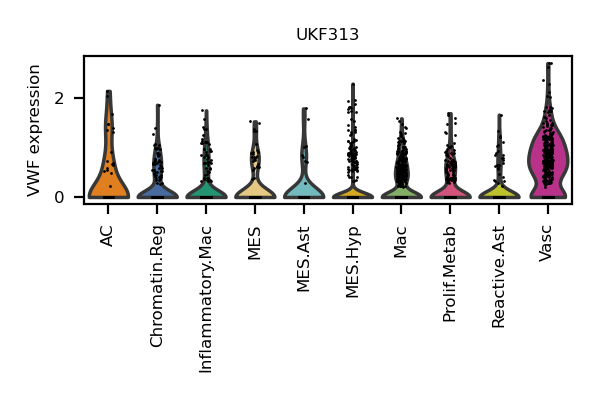 UKF313
VWF expression
2
0
AC
Chromatin.Reg
Inflammatory.Mac
MES
MES.Ast
MES.Hyp
Mac
Prolif.Metab
Reactive.Ast
Vasc